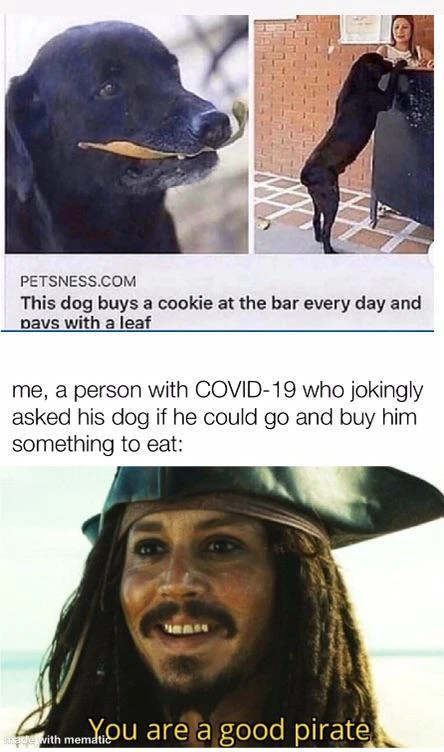 PETSNESS.COM
This dog buys a cookie at the bar every day and
pays with a leaf
me, a person with COVID-19 who jokingly
asked his dog if he could go and buy him
something to eat:
You are a good pirate
made with mematic